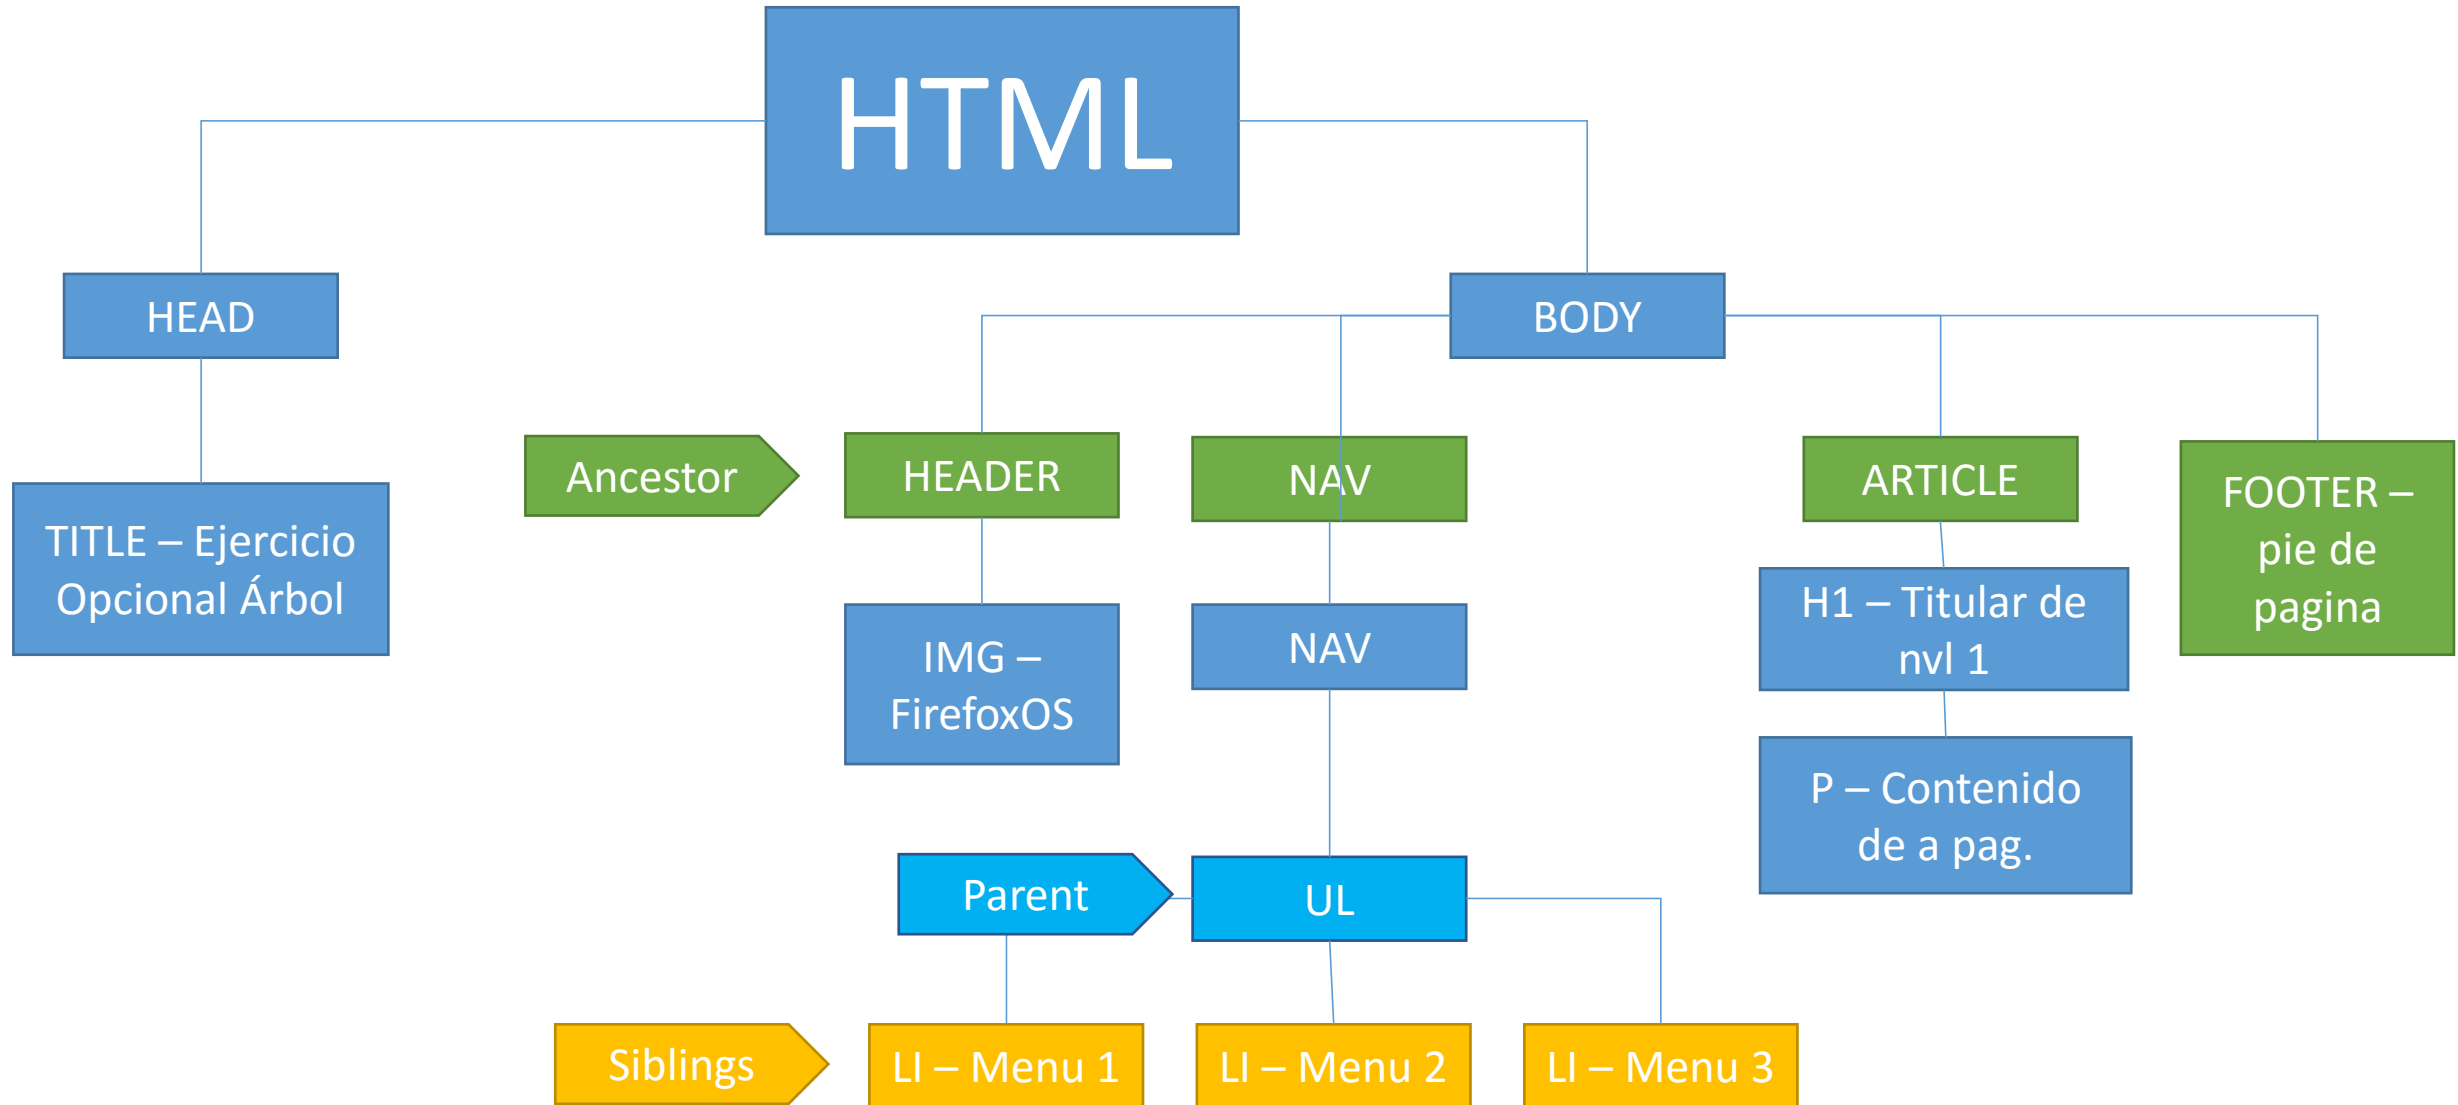 HTML
HEAD
BODY
Ancestor
HEADER
NAV
ARTICLE
FOOTER –
pie de
pagina
TITLE – Ejercicio
Opcional Árbol
IMG –
FirefoxOS
NAV
H1 – Titular de
nvl 1
P – Contenido
de a pag.
Parent
UL
Siblings
LI – Menu 1
LI – Menu 2
LI – Menu 3